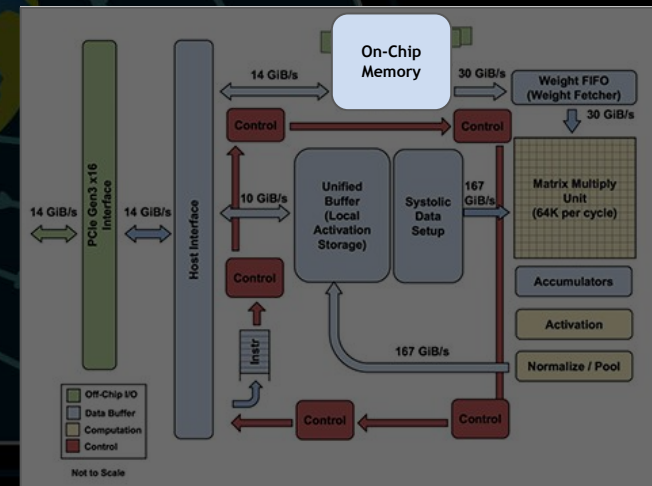 On-Chip
Memory
14 GiB/s
30 GiB/s
Weight FIFO
(Weight Fetcher)
30 GiB/s
Control
Control
14 GiB/s
PCIe Gen3 x16
Interface
14 GiB/s
Host Interface
10 GiB/s
Unified
Buffer
(Local
Activation
Storage)
Systolic
Data
Setup
167
GiB/s
Matrix Multiply
Unit
(64K per cycle)
Control
Accumulators
Activation
Instr
167 GiB/s
Normalize / Pool
Off-Chip I/O
Data Buffer
Computation
Control
Control
Control
Not to Scale